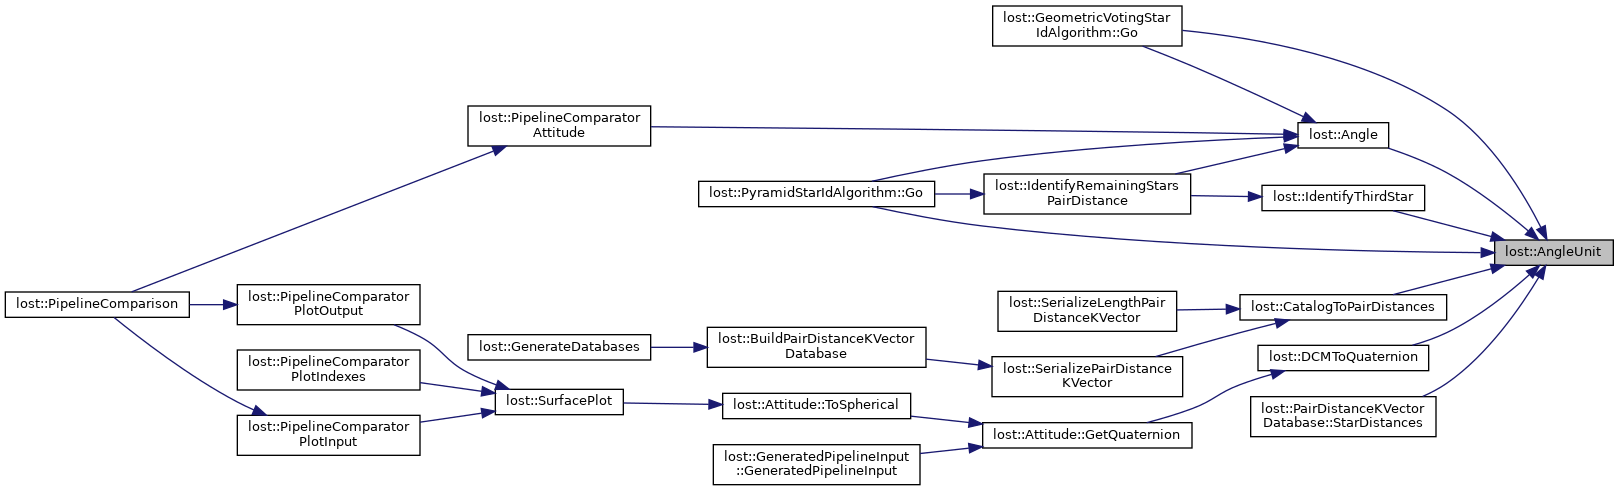 lost::GeometricVotingStar
IdAlgorithm::Go
lost::PipelineComparator
Attitude
lost::Angle
lost::PyramidStarIdAlgorithm::Go
lost::IdentifyRemainingStars
PairDistance
lost::IdentifyThirdStar
lost::AngleUnit
lost::PipelineComparison
lost::PipelineComparator
PlotOutput
lost::SerializeLengthPair
DistanceKVector
lost::CatalogToPairDistances
lost::GenerateDatabases
lost::BuildPairDistanceKVector
Database
lost::DCMToQuaternion
lost::PipelineComparator
PlotIndexes
lost::SerializePairDistance
KVector
lost::SurfacePlot
lost::Attitude::ToSpherical
lost::PairDistanceKVector
Database::StarDistances
lost::PipelineComparator
PlotInput
lost::Attitude::GetQuaternion
lost::GeneratedPipelineInput
::GeneratedPipelineInput